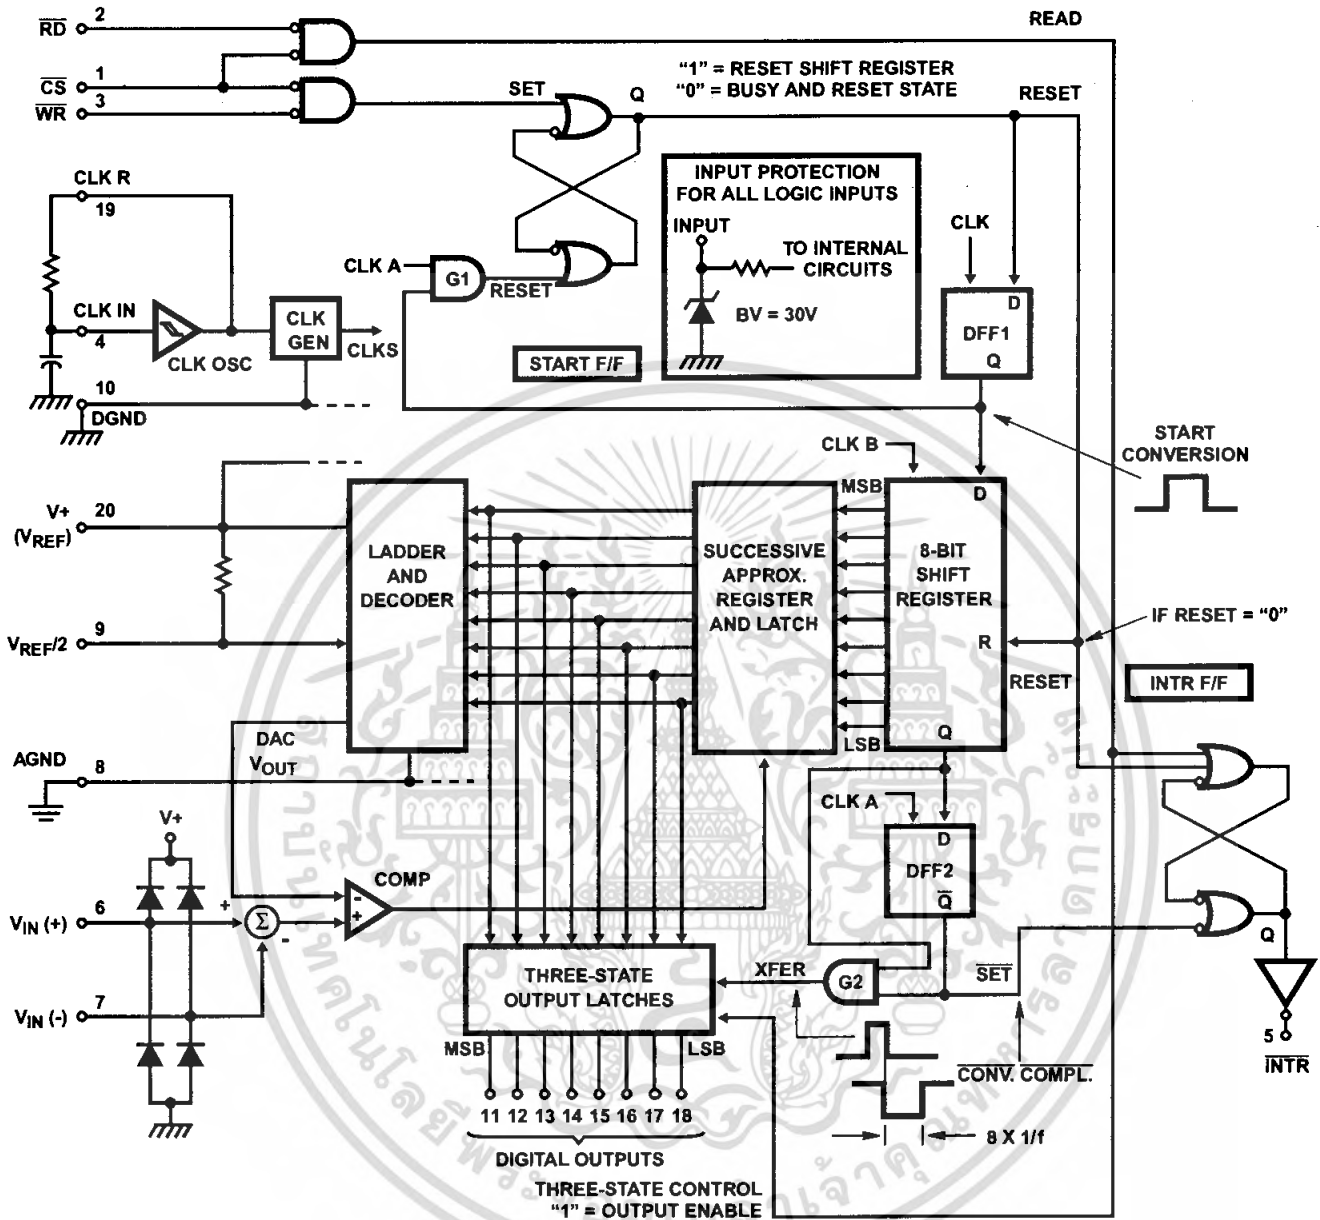 RD
2
CS
1
WR
3
READ
"1" = RESET SHIFT REGISTER
"0" = BUSY AND RESET STATE
SET
Q
RESET
CLK R
19
CLK IN
4
CLK OSC
CLK
GEN
CLKS
10
DGND
CLK A
G1
RESET
START F/F
INPUT PROTECTION
FOR ALL LOGIC INPUTS
INPUT
TO INTERNAL
CIRCUITS
BV = 30V
CLK
D
DFF1
Q
START
CONVERSION
V+
(VREF)
20
VREF/2
9
LADDER
AND
DECODER
SUCCESSIVE
APPROX.
REGISTER
AND LATCH
MSB
LSB
CLK B
D
8-BIT
SHIFT
REGISTER
R
RESET
Q
IF RESET = "0"
INTR F/F
AGND
8
DAC
VOUT
V+
COMP
-
+
VIN (+)
6
+
Σ
-
VIN (-)
7
CLK A
D
DFF2
Q
THREE-STATE
OUTPUT LATCHES
XFER
G2
SET
Q
5
INTR
CONV. COMPL.
8 X 1/f
MSB
LSB
11 12 13 14 15 16 17 18
DIGITAL OUTPUTS
THREE-STATE CONTROL
"1" = OUTPUT ENABLE